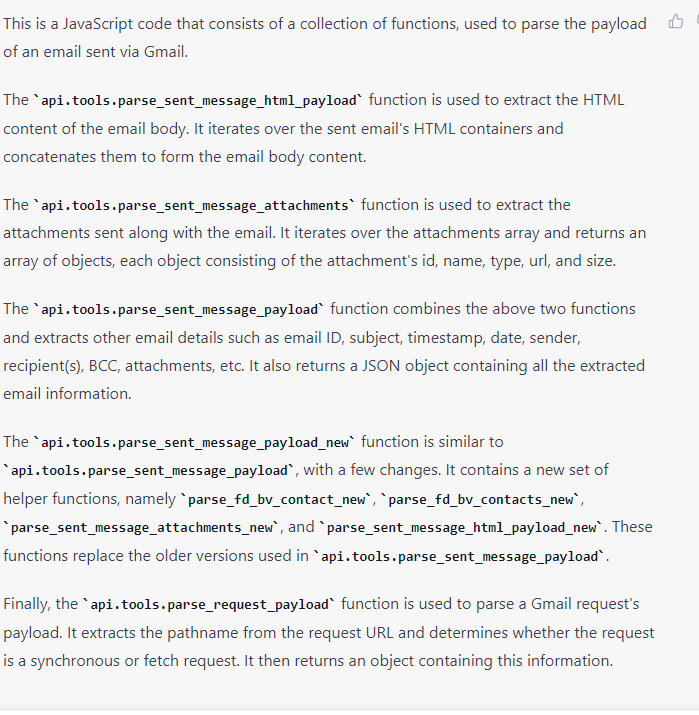 This is a JavaScript code that consists of a collection of functions, used to parse the payload
of an email sent via Gmail.
The `api.tools.parse_sent_message_html_payload` function is used to extract the HTML
content of the email body. It iterates over the sent email's HTML containers and
concatenates them to form the email body content.
The `api.tools.parse_sent_message_attachments` function is used to extract the
attachments sent along with the email. It iterates over the attachments array and returns an
array of objects, each object consisting of the attachment's id, name, type, url, and size.
The `api.tools.parse_sent_message_payload` function combines the above two functions
and extracts other email details such as email ID, subject, timestamp, date, sender,
recipient(s), BCC, attachments, etc. It also returns a JSON object containing all the extracted
email information.
The `api.tools.parse_sent_message_payload_new` function is similar to
`api.tools.parse_sent_message_payload`, with a few changes. It contains a new set of
helper functions, namely `parse_fd_bv_contact_new`, `parse_fd_bv_contacts_new`,
`parse_sent_message_attachments_new`, and `parse_sent_message_html_payload_new`. These
functions replace the older versions used in `api.tools.parse_sent_message_payload`.
Finally, the `api.tools.parse_request_payload` function is used to parse a Gmail request's
payload. It extracts the pathname from the request URL and determines whether the request
is a synchronous or fetch request. It then returns an object containing this information.